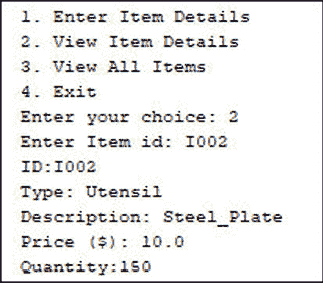 1. Enter Item Details
2. View Item Details
3. View All Items
4. Exit
Enter your choice: 2
Enter Item id: I002
ID:I002
Type: Utensil
Description: Steel_Plate
Price ($): 10.0
Quantity:150